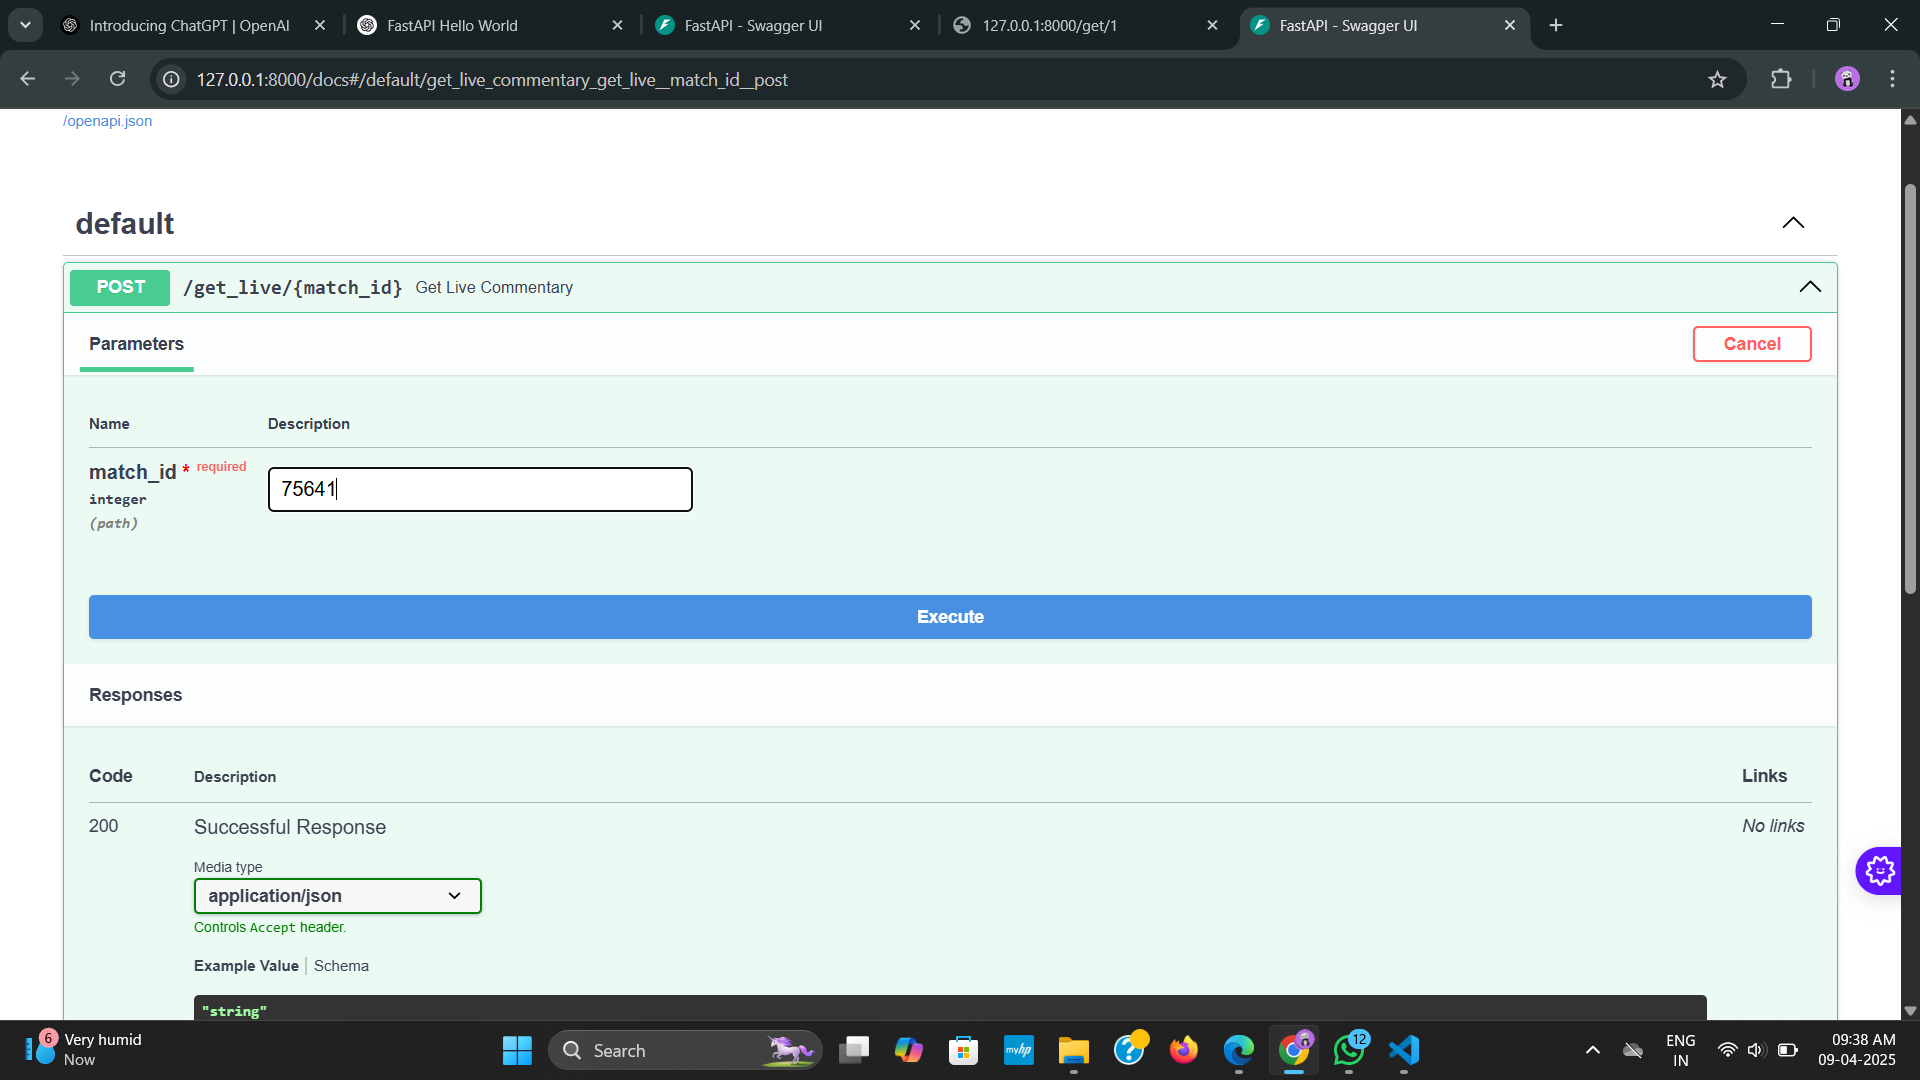 Introducing ChatGPT | OpenAI
FastAPI Hello World
FastAPI - Swagger UI
127.0.0.1:8000/get/1
FastAPI - Swagger UI
127.0.0.1:8000/docs#/default/get_live_commentary_get_live__match_id__post
/openapi.json
default
POST /get_live/{match_id} Get Live Commentary
Parameters
Cancel
Name Description
match_id * required
integer
(path)
75641
Execute
Responses
Code Description Links
200 Successful Response No links
Media type
application/json
Controls Accept header.
Example Value | Schema
"string"
6
Very humid
Now
Search
myhp
12
ENG
IN
09:38 AM
09-04-2025